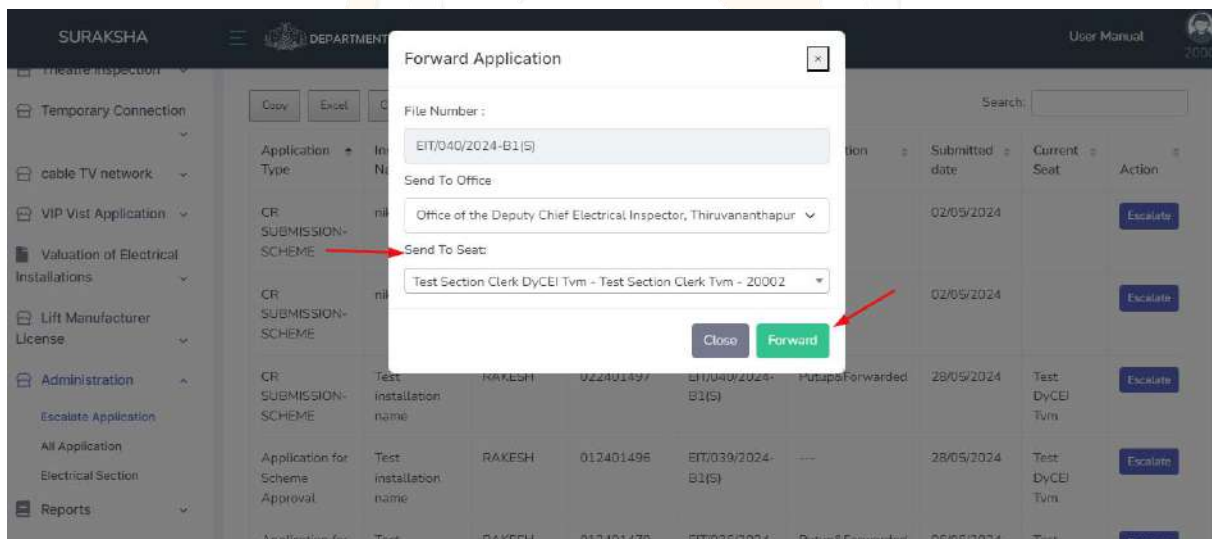 SURAKSHA
DEPARTMENT
User Manual
Theatre Inspection
Temporary Connection
cable TV network
VIP Vist Application
Valuation of Electrical
Installations
Lift Manufacturer
License
Administration
Escalate Application
All Application
Electrical Section
Reports
Forward Application
×
File Number :
EIT/040/2024-B1(S)
Send To Office
Office of the Deputy Chief Electrical Inspector, Thiruvananthapur
Send To Seat:
Test Section Clerk DyCEI Tvm - Test Section Clerk Tvm - 20002
Close Forward
Copy Excel
Search:
Application
Type
Submitted
date
Current
Seat
Action
CR
SUBMISSION-
SCHEME
02/05/2024
Escalate
CR
SUBMISSION-
SCHEME
02/05/2024
Escalate
CR
SUBMISSION-
SCHEME
Test
installation
name
RAKESH
022401497
EIT/040/2024-
B1(S)
Putup&Forwarded
28/05/2024
Test
DyCEI
Tvm
Escalate
Application for
Scheme
Approval
Test
installation
name
RAKESH
012401496
EIT/039/2024-
B1(S)
---
28/05/2024
Test
DyCEI
Tvm
Escalate